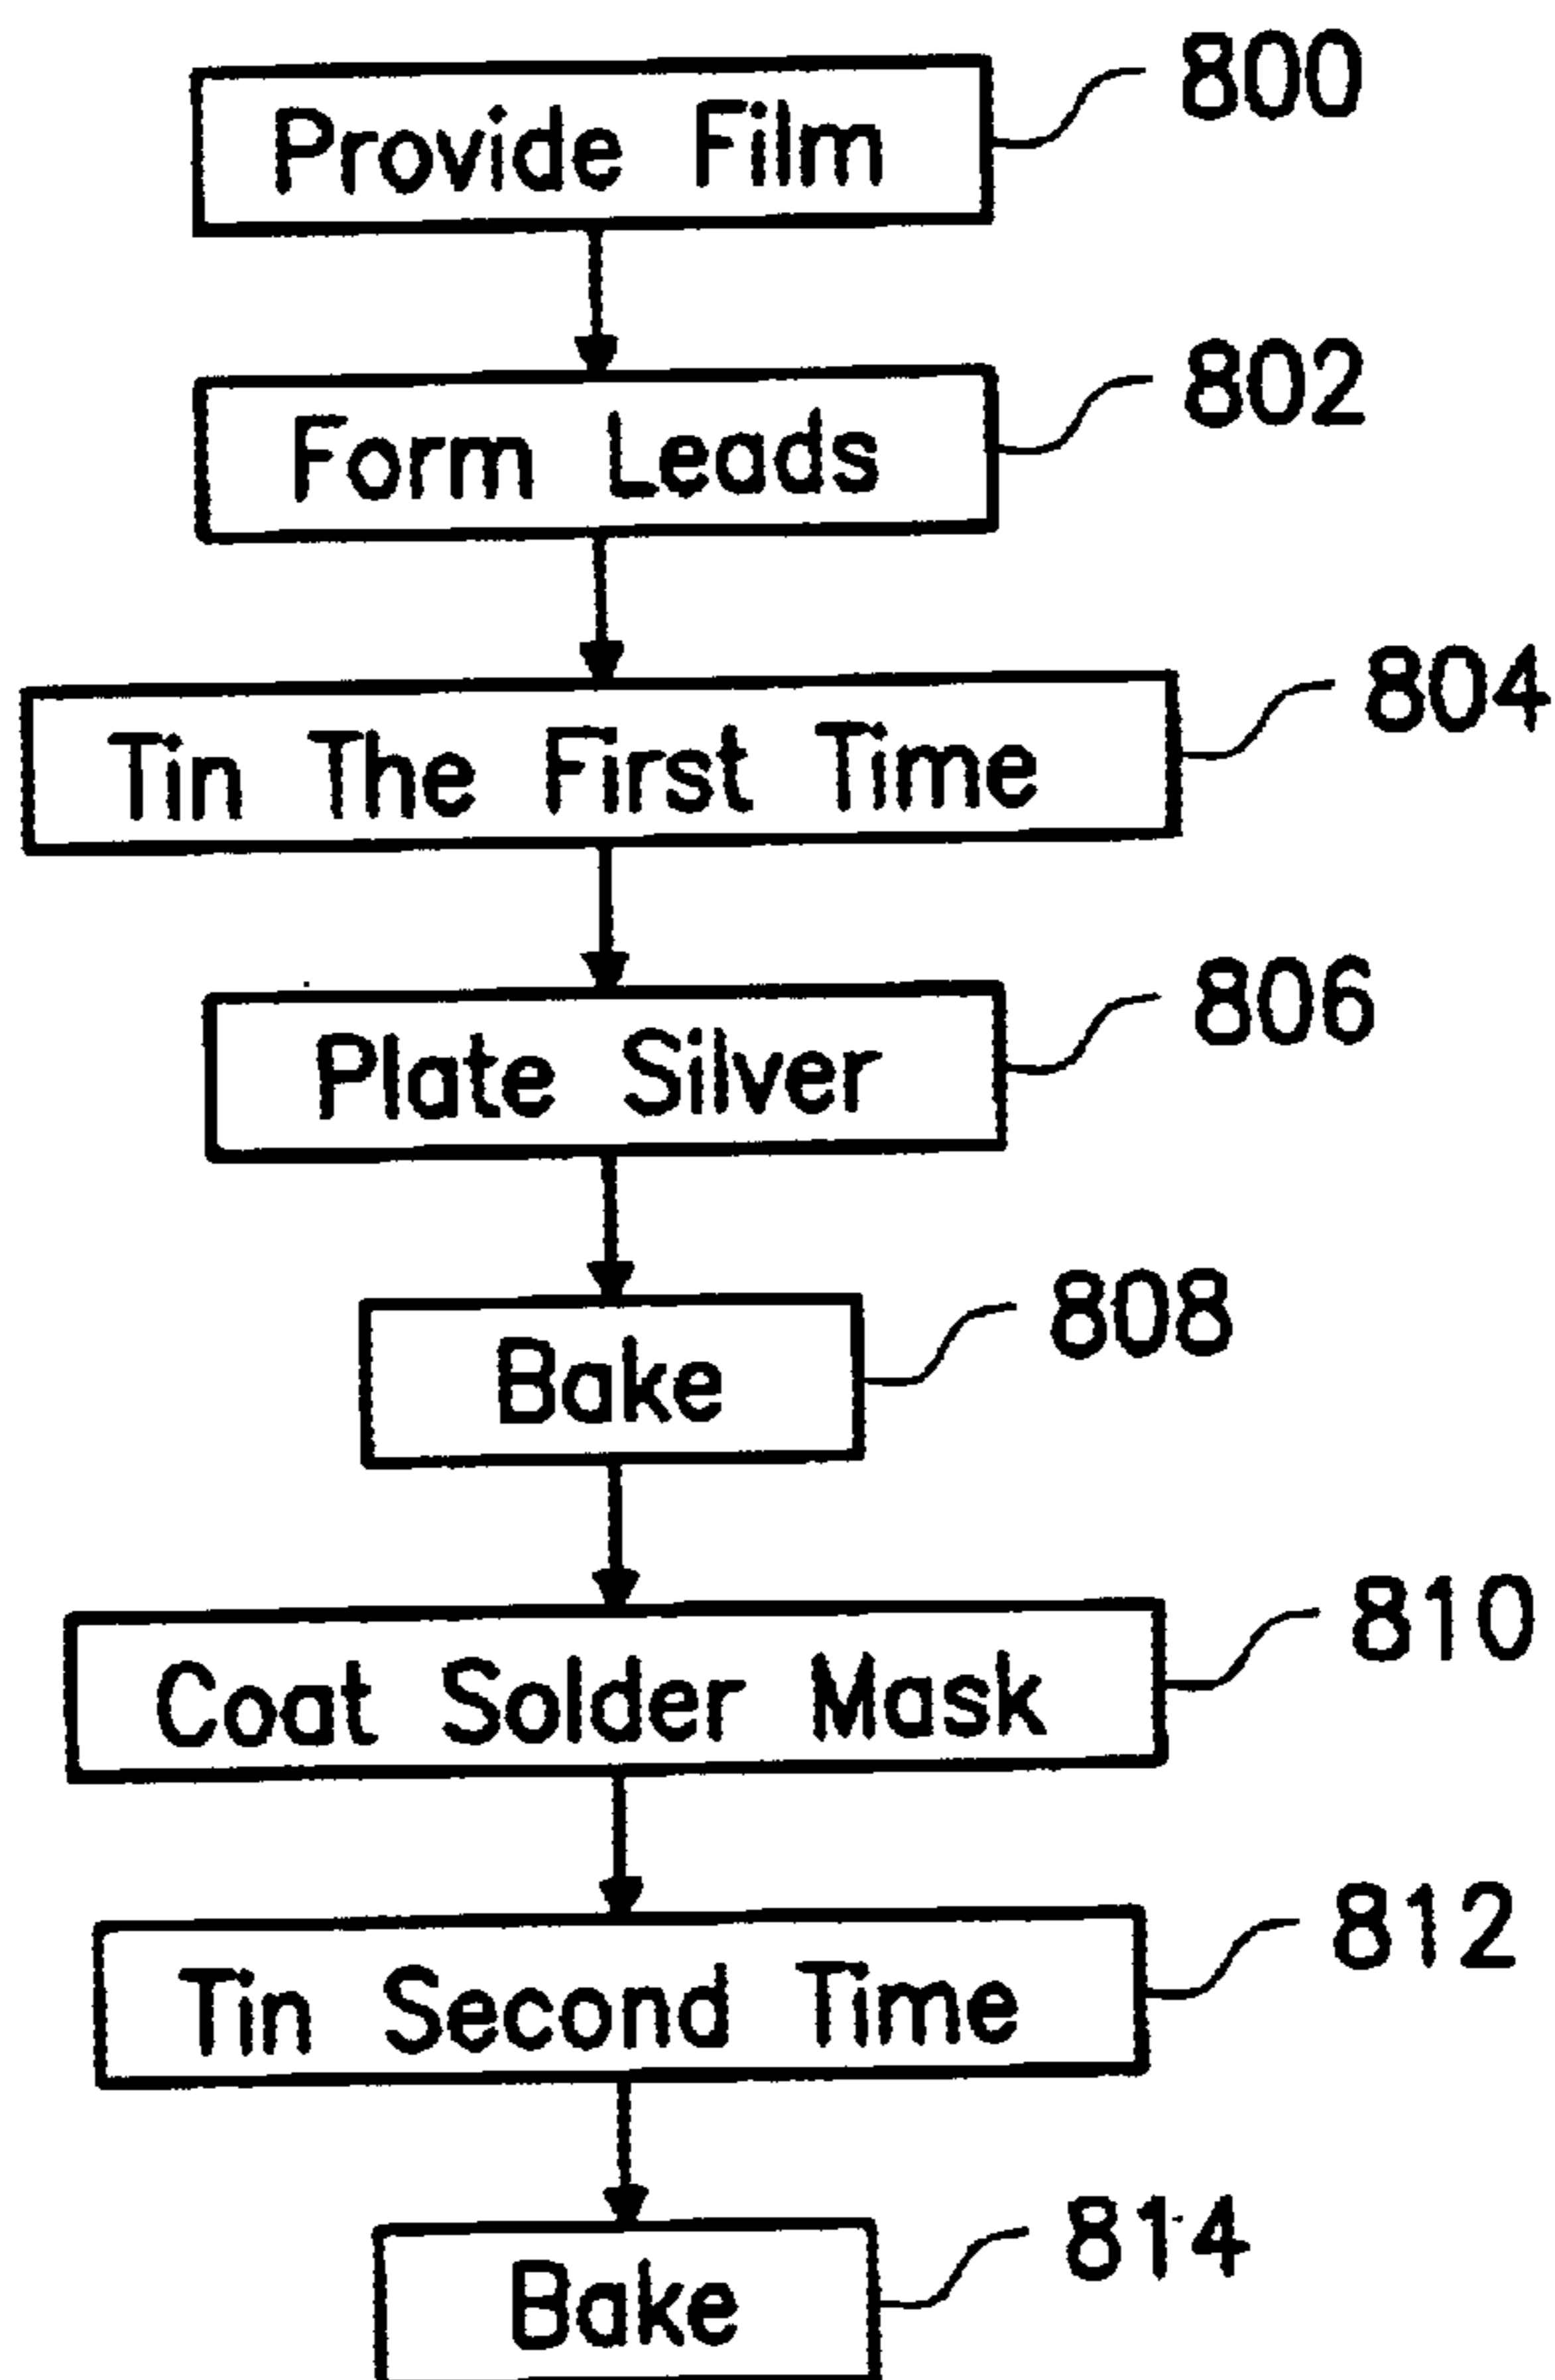 Provide Film 800
Form Leads 802
Tin The First Time 804
Plate Silver 806
Bake 808
Coat Solder Mask 810
Tin Second Time 812
Bake 814